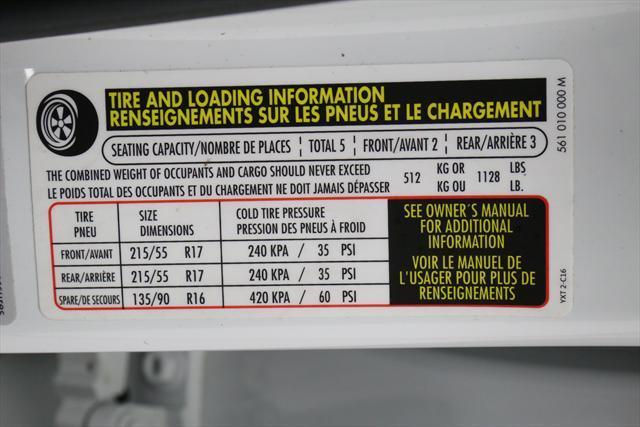 TIRE AND LOADING INFORMATION
RENSEIGNEMENTS SUR LES PNEUS ET LE CHARGEMENT
561 010 000 M
SEATING CAPACITY/NOMBRE DE PLACES TOTAL 5 FRONT/AVANT 2 REAR/ARRIÈRE 3
THE COMBINED WEIGHT OF OCCUPANTS AND CARGO SHOULD NEVER EXCEED
LE POIDS TOTAL DES OCCUPANTS ET DU CHARGEMENT NE DOIT JAMAIS DÉPASSER
512 KG OR 1128 LBS
KG OU LB.
TIRE SIZE COLD TIRE PRESSURE
PNEU DIMENSIONS PRESSION DES PNEUS À FROID
FRONT/AVANT 215/55 R17 240 KPA / 35 PSI
REAR/ARRIÈRE 215/55 R17 240 KPA / 35 PSI
SPARE/DE SECOURS 135/90 R16 420 KPA / 60 PSI
SEE OWNER´S MANUAL
FOR ADDITIONAL
INFORMATION
VOIR LE MANUEL DE
L'USAGER POUR PLUS DE
RENSEIGNEMENTS
YXT 2-C16